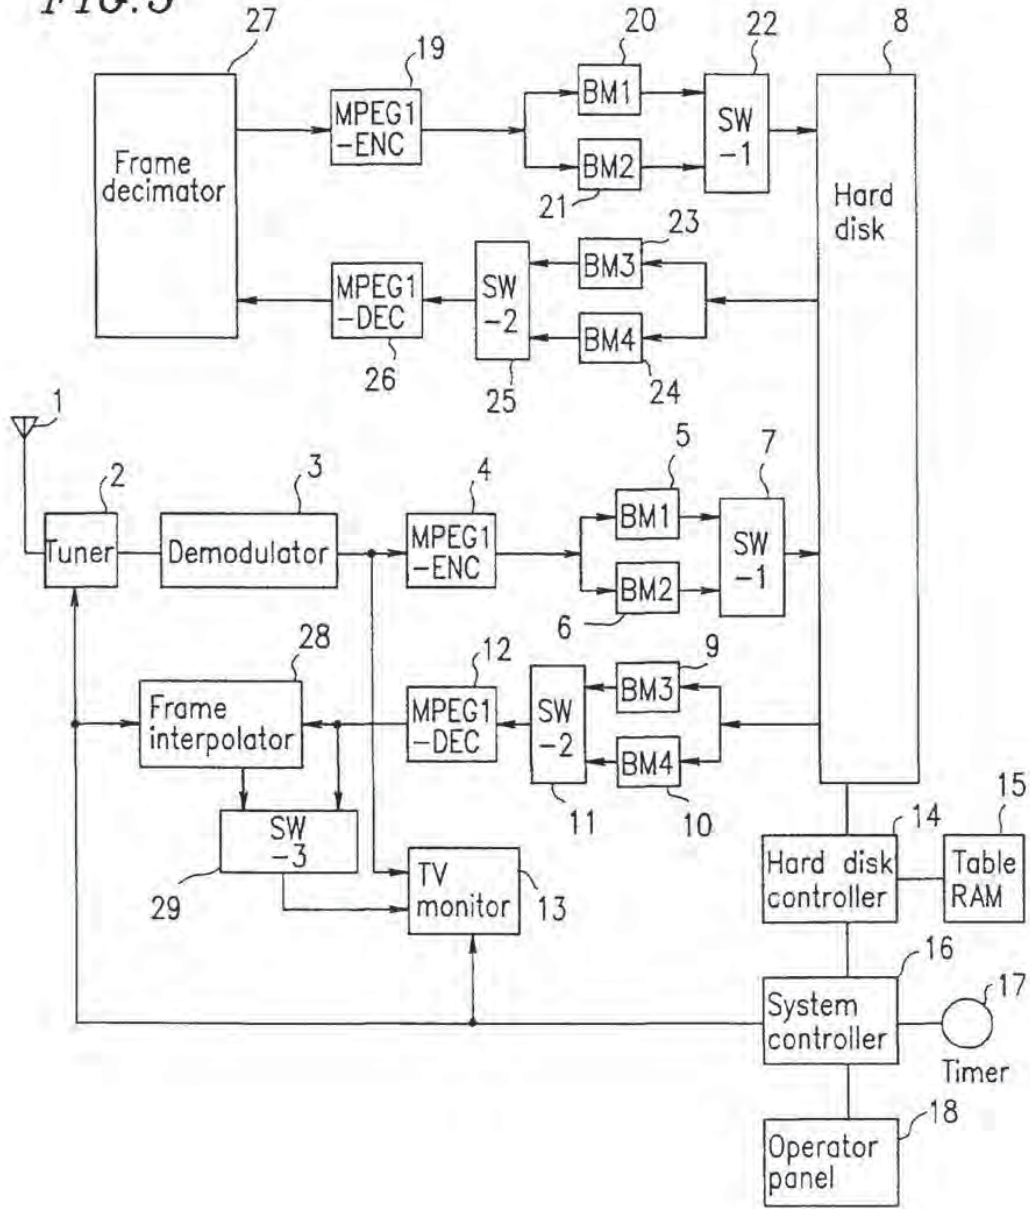 FIG. 5
27
19
20
22
8
MPEG1
-ENC
BM1
BM2
SW
-1
Frame
decimator
Hard
disk
21
23
MPEG1
-DEC
SW
-2
BM3
BM4
26
25
24
1
2
3
4
5
7
Tuner
Demodulator
MPEG1
-ENC
BM1
BM2
SW
-1
6
28
12
9
Frame
interpolator
MPEG1
-DEC
SW
-2
BM3
BM4
11
10
SW
-3
29
TV
monitor
13
14
15
Hard disk
controller
Table
RAM
16
17
System
controller
Timer
18
Operator
panel